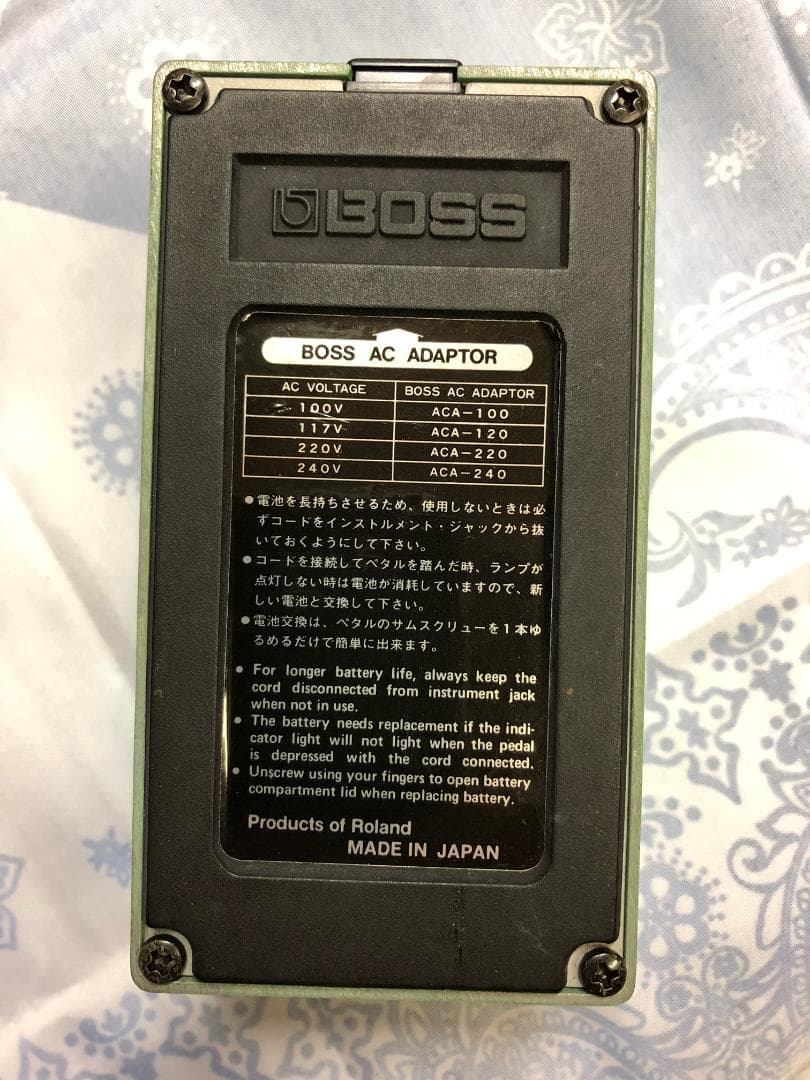 BOSS
BOSS AC ADAPTOR
AC VOLTAGE BOSS AC ADAPTOR
100V ACA-100
117V ACA-120
220V ACA-220
240V ACA-240
●電池を長持ちさせるため、使用しないときは必
ずコードをインストルメント・ジャックから抜
いておくようにして下さい。
●コードを接続してペタルを踏んだ時、ランプが
点灯しない時は電池が消耗していますので、新
しい電池と交換して下さい。
●電池交換は、ペタルのサムスクリューを1本ゆ
るめるだけで簡単に出来ます。
● For longer battery life, always keep the
cord disconnected from instrument jack
when not in use.
● The battery needs replacement if the indi-
cator light will not light when the pedal
is depressed with the cord connected.
● Unscrew using your fingers to open battery
compartment lid when replacing battery.
Products of Roland
MADE IN JAPAN